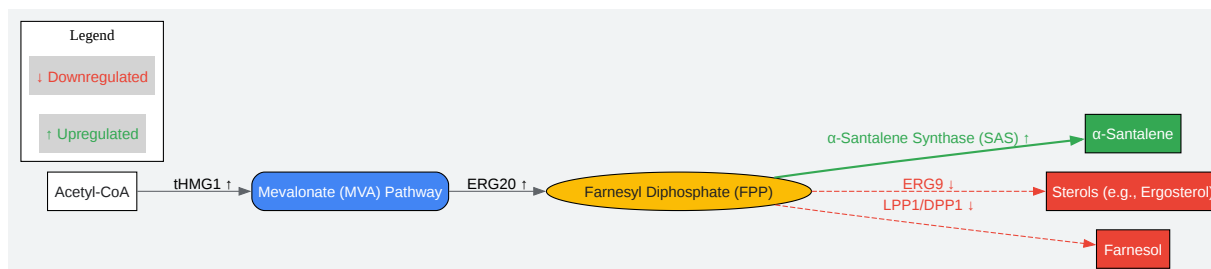 Legend
↓ Downregulated
↑ Upregulated
Acetyl-CoA
tHMG1 ↑
Mevalonate (MVA) Pathway
ERG20 ↑
Farnesyl Diphosphate (FPP)
α-Santalene Synthase (SAS) ↑
α-Santalene
ERG9 ↓
Sterols (e.g., Ergosterol)
LPP1/DPP1 ↓
Farnesol